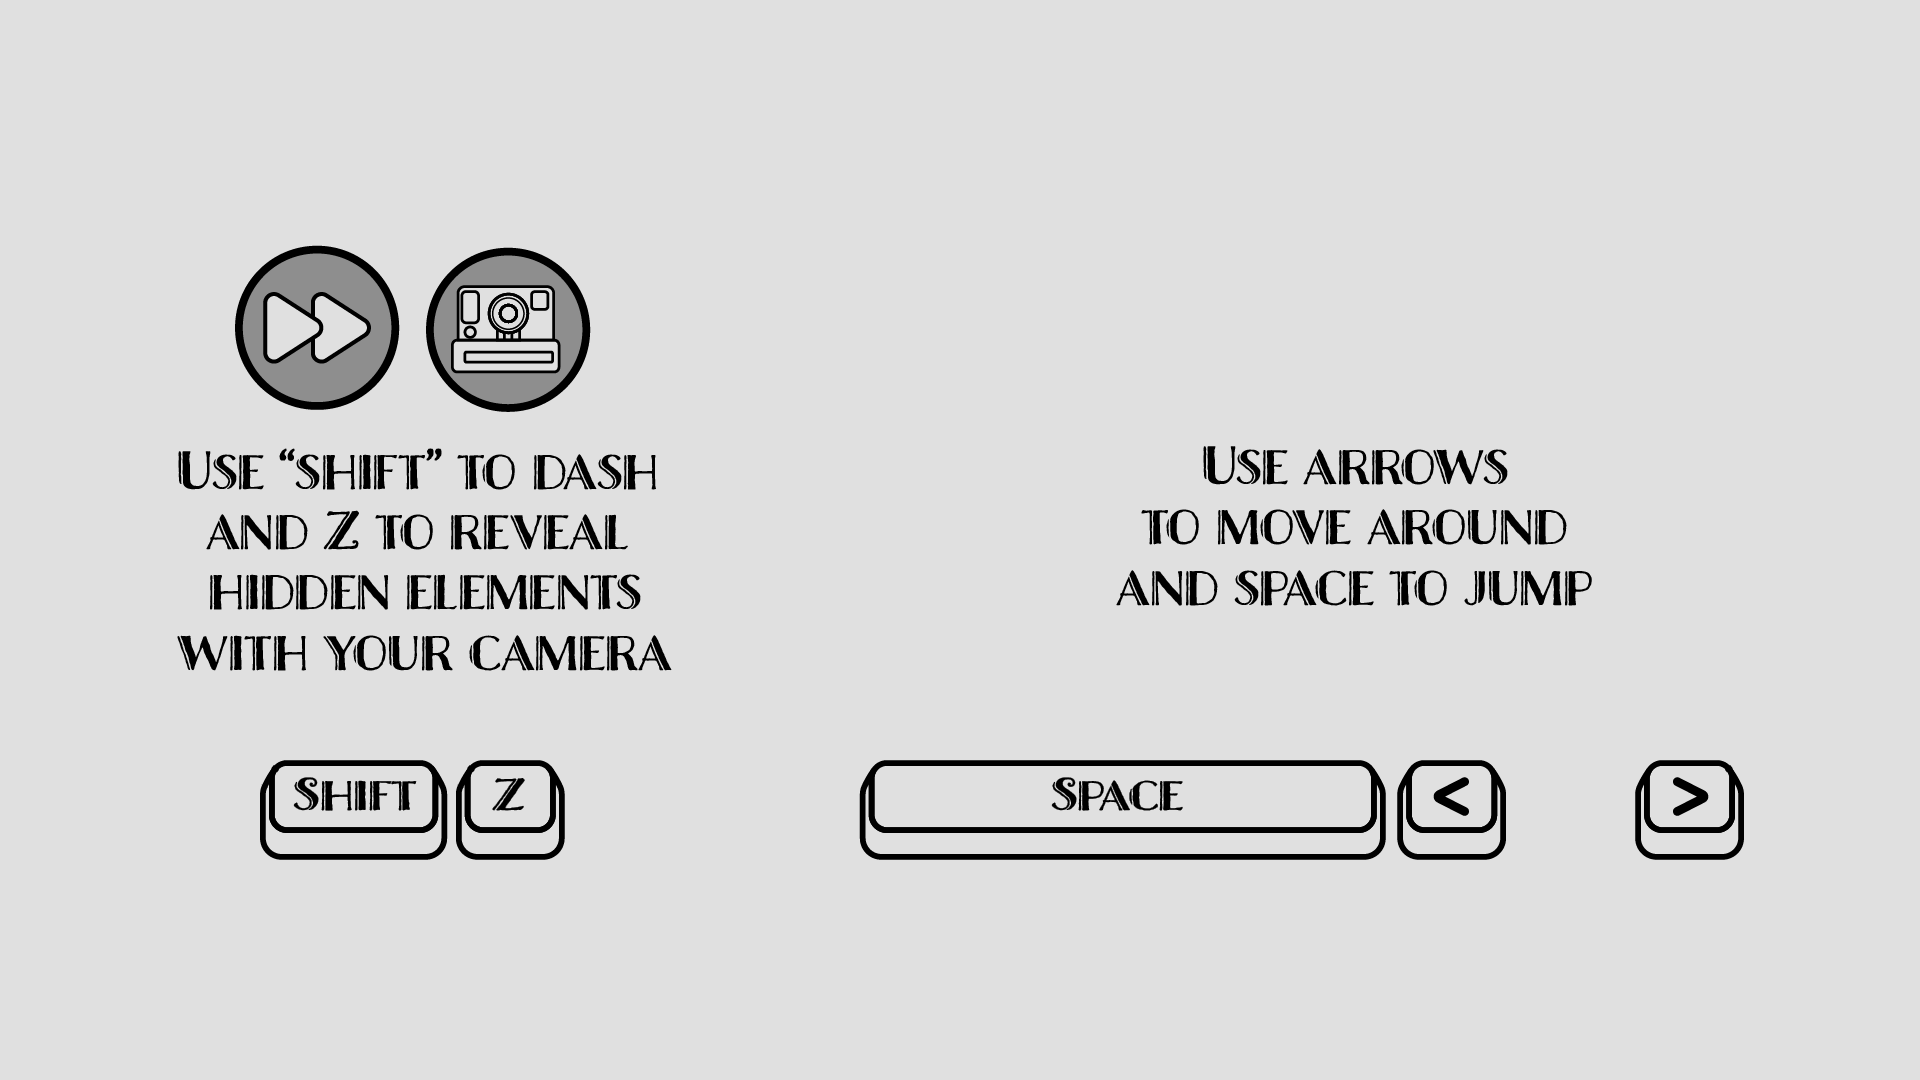 Use “shift” to dash
and Z to reveal
hidden elements
with your camera
Use arrows
to move around
and space to jump
Shift Z
Space < >